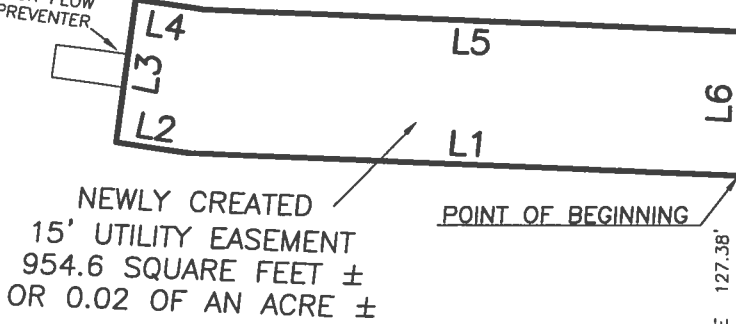 FLOW
PREVENTER
L4
L5
L3
L6
L2
L1
NEWLY CREATED
15' UTILITY EASEMENT
954.6 SQUARE FEET ±
OR 0.02 OF AN ACRE ±
POINT OF BEGINNING
127.38'